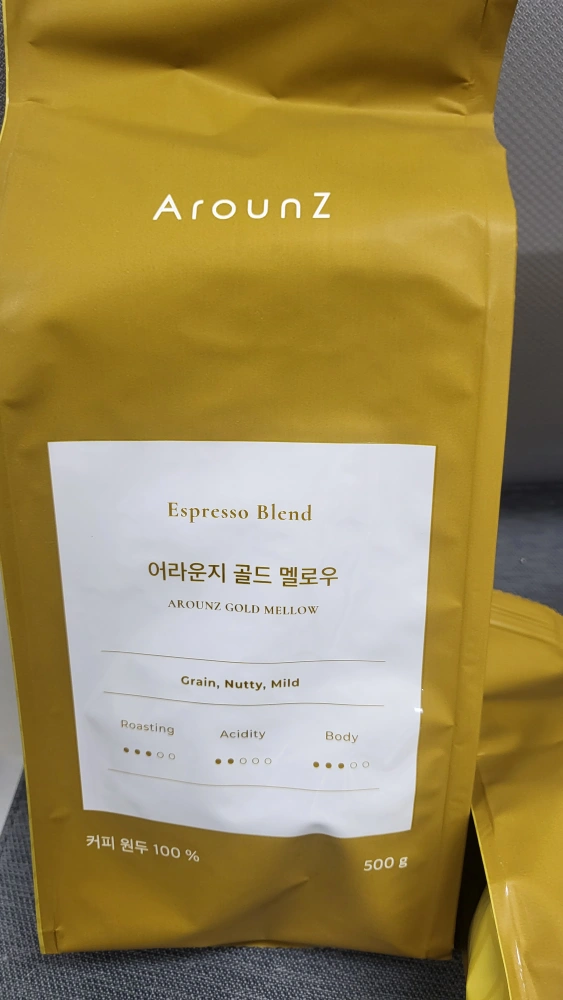 ArounZ
Espresso Blend
어라운지 골드 멜로우
AROUNZ GOLD MELLOW
Grain, Nutty, Mild
Roasting Acidity Body
●●●○○ ●●○○○ ●●●○○
커피 원두 100 % 500 g